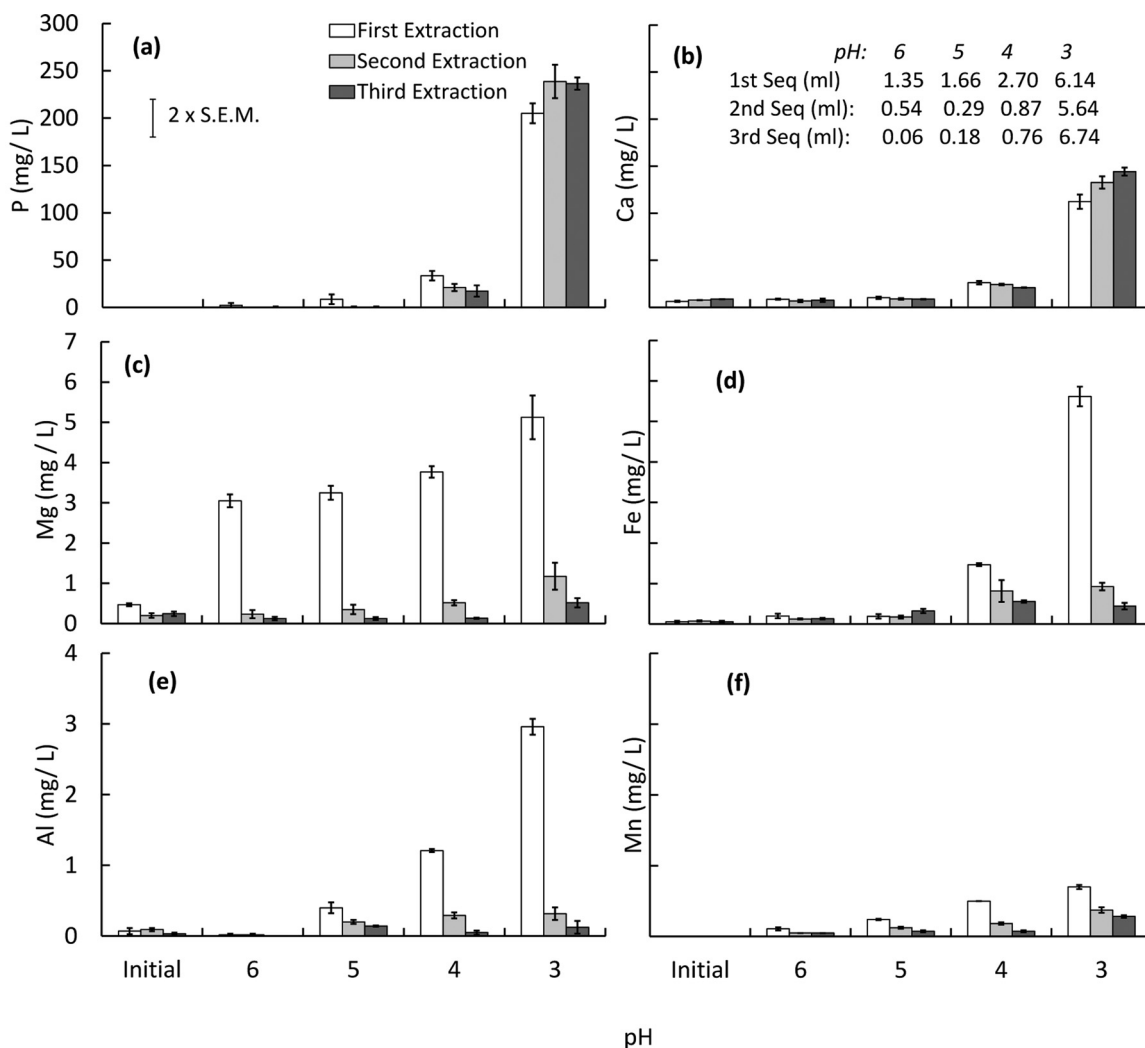 (a)
First Extraction
Second Extraction
Third Extraction
2 x S.E.M.
P (mg/ L)
300
250
200
150
100
50
0
(b)
pH: 6 5 4 3
1st Seq (ml) 1.35 1.66 2.70 6.14
2nd Seq (ml): 0.54 0.29 0.87 5.64
3rd Seq (ml): 0.06 0.18 0.76 6.74
Ca (mg/ L)
(c)
Mg (mg / L)
7
6
5
4
3
2
1
0
(d)
Fe (mg/ L)
(e)
Al (mg/ L)
4
3
2
1
0
(f)
Mn (mg/ L)
Initial 6 5 4 3
Initial 6 5 4 3
pH